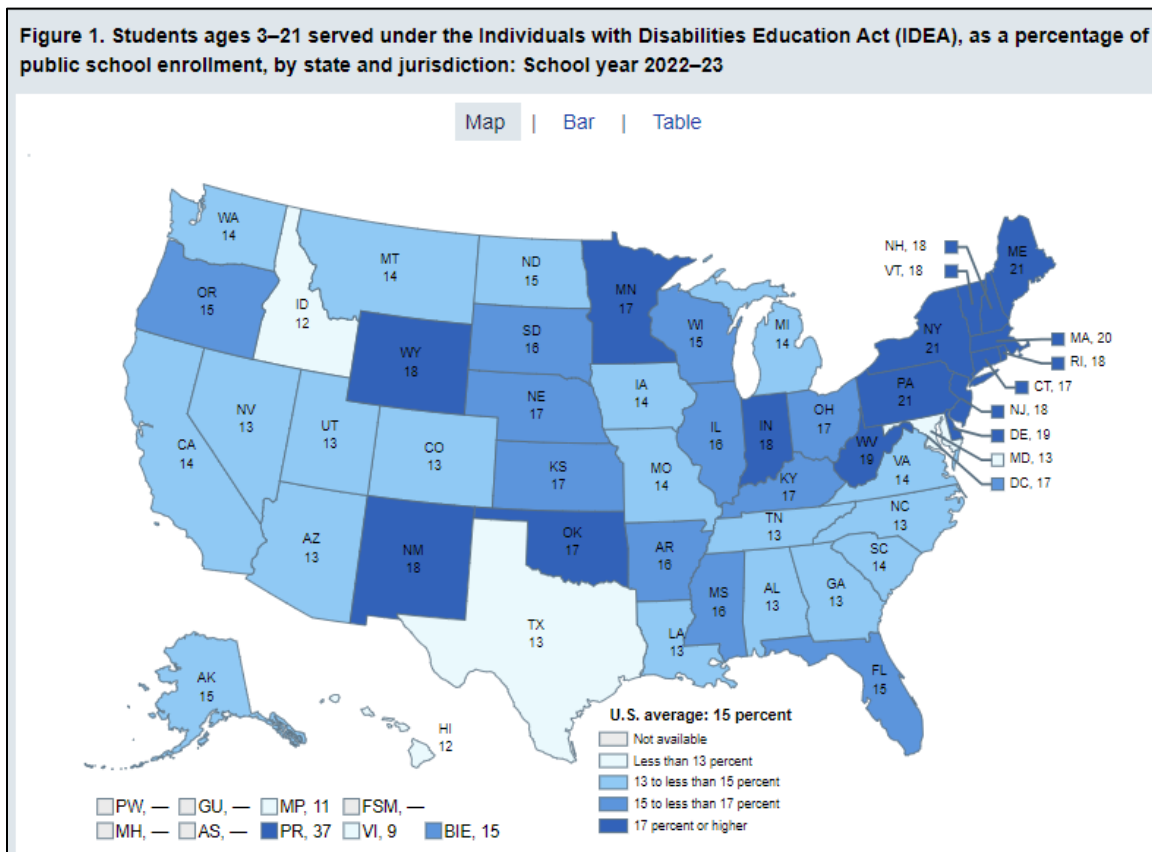 Figure 1. Students ages 3–21 served under the Individuals with Disabilities Education Act (IDEA), as a percentage of
public school enrollment, by state and jurisdiction: School year 2022–23
Map | Bar | Table
WA
14
MT
14
ND
15
MN
17
NH, 18
VT, 18
ME
21
OR
15
ID
12
WY
18
SD
16
WI
15
MI
14
NY
21
MA, 20
RI, 18
CT, 17
NJ, 18
DE, 19
MD, 13
DC, 17
NV
13
UT
13
CO
13
NE
17
IA
14
IL
16
IN
18
OH
17
PA
21
WV
19
VA
14
CA
14
KS
17
MO
14
KY
17
AZ
13
NM
18
OK
17
AR
16
TN
13
NC
13
SC
14
TX
13
LA
13
MS
16
AL
13
GA
13
FL
15
AK
15
HI
12
U.S. average: 15 percent
Not available
Less than 13 percent
13 to less than 15 percent
15 to less than 17 percent
17 percent or higher
PW, — GU, — MP, 11 FSM, —
MH, — AS, — PR, 37 VI, 9 BIE, 15